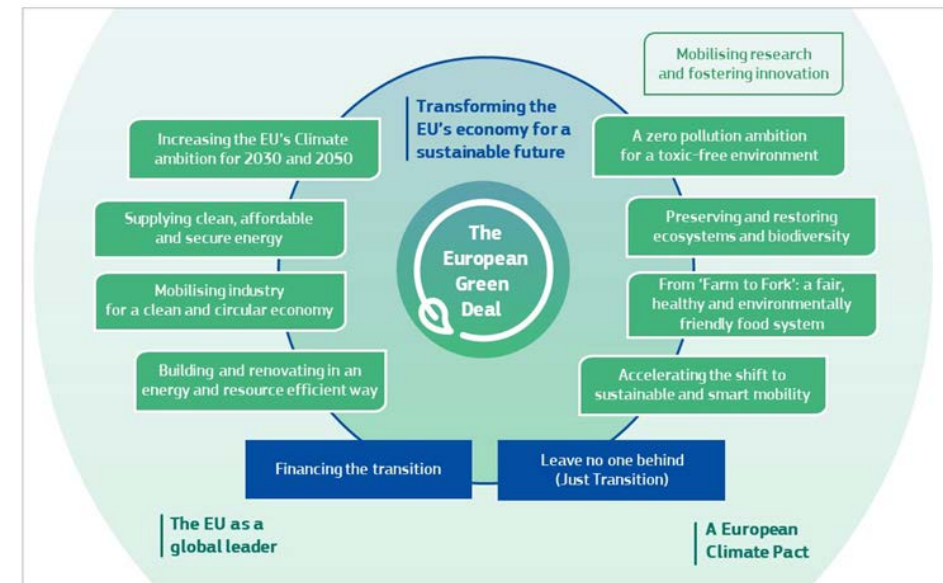 Mobilising research
and fostering innovation
Transforming the
EU's economy for a
sustainable future
Increasing the EU's Climate
ambition for 2030 and 2050
A zero pollution ambition
for a toxic-free environment
Supplying clean, affordable
and secure energy
Preserving and restoring
ecosystems and biodiversity
The
European
Green
Deal
Mobilising industry
for a clean and circular economy
From 'Farm to Fork': a fair,
healthy and environmentally
friendly food system
Building and renovating in an
energy and resource efficient way
Accelerating the shift to
sustainable and smart mobility
Financing the transition
Leave no one behind
(Just Transition)
The EU as a
global leader
A European
Climate Pact